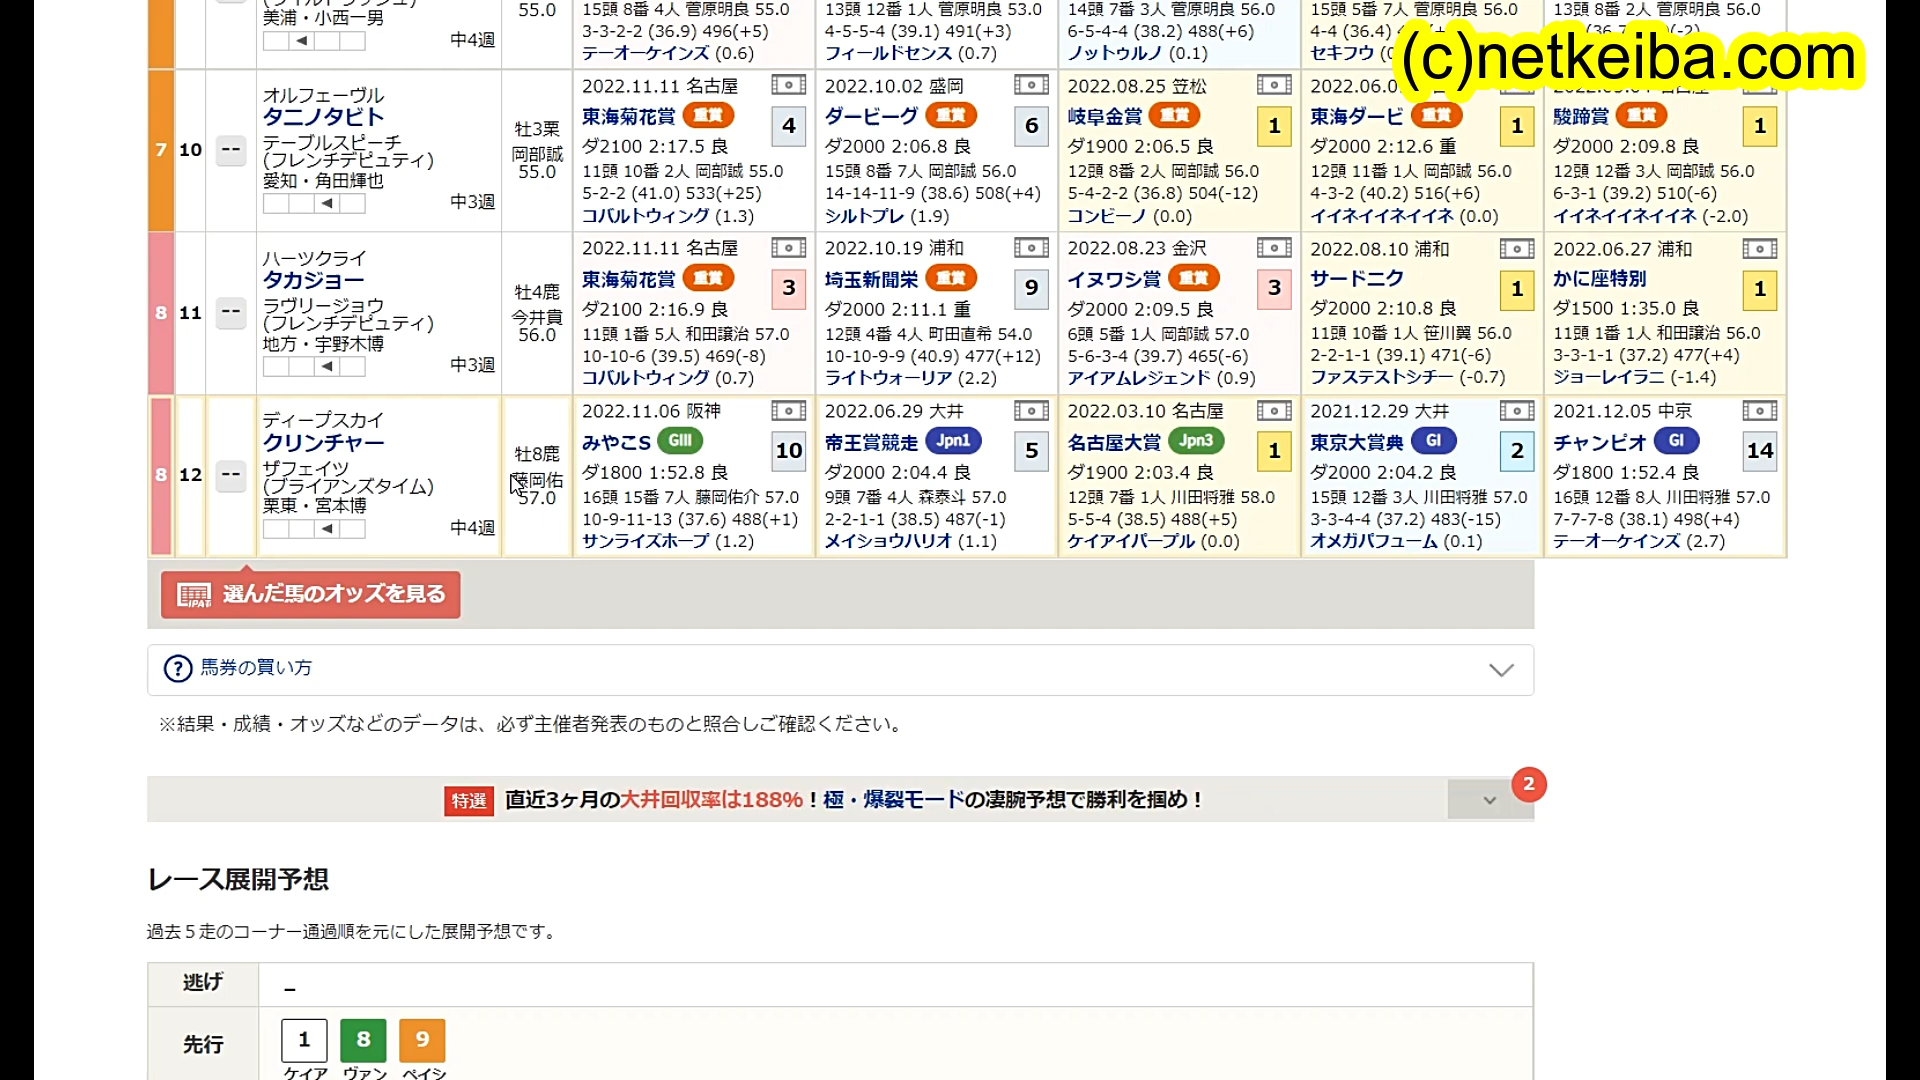 (c)netkeiba.com
美浦・小西一男
中4週
55.0
15頭 8番 4人 菅原明良 55.0
3-3-2-2 (36.9) 496(+5)
テーオーケインズ (0.6)
13頭 12番 1人 菅原明良 53.0
4-5-5-4 (39.1) 491(+3)
フィールドセンス (0.7)
14頭 7番 3人 菅原明良 56.0
6-5-4-4 (38.2) 488(+6)
ノットゥルノ (0.1)
15頭 5番 7人 菅原明良 56.0
4-4 (36.4)
セキフウ
13頭 8番 2人 菅原明良 56.0
7
10
--
オルフェーヴル
タニノタビト
テーブルスピーチ
(フレンチデピュティ)
愛知・角田輝也
中3週
牡3栗
岡部誠
55.0
2022.11.11 名古屋
東海菊花賞 重賞
4
ダ2100 2:17.5 良
11頭 10番 2人 岡部誠 55.0
5-2-2 (41.0) 533(+25)
コバルトウィング (1.3)
2022.10.02 盛岡
ダービーグ 重賞
6
ダ2000 2:06.8 良
15頭 8番 7人 岡部誠 56.0
14-14-11-9 (38.6) 508(+4)
シルトプレ (1.9)
2022.08.25 笠松
岐阜金賞 重賞
1
ダ1900 2:06.5 良
12頭 8番 2人 岡部誠 56.0
5-4-2-2 (36.8) 504(-12)
コンビーノ (0.0)
2022.06.0
東海ダービ 重賞
1
ダ2000 2:12.6 重
12頭 11番 1人 岡部誠 56.0
4-3-2 (40.2) 516(+6)
イイネイイネイイネ (0.0)
駿蹄賞 重賞
1
ダ2000 2:09.8 良
12頭 12番 3人 岡部誠 56.0
6-3-1 (39.2) 510(-6)
イイネイイネイイネ (-2.0)
8
11
--
ハーツクライ
タカジョー
ラヴリージョウ
(フレンチデピュティ)
地方・宇野木博
中3週
牡4鹿
今井貴
56.0
2022.11.11 名古屋
東海菊花賞 重賞
3
ダ2100 2:16.9 良
11頭 1番 5人 和田譲治 57.0
10-10-6 (39.5) 469(-8)
コバルトウィング (0.7)
2022.10.19 浦和
埼玉新聞栄 重賞
9
ダ2000 2:11.1 重
12頭 4番 4人 町田直希 54.0
10-10-9-9 (40.9) 477(+12)
ライトウォーリア (2.2)
2022.08.23 金沢
イヌワシ賞 重賞
3
ダ2000 2:09.5 良
6頭 5番 1人 岡部誠 57.0
5-6-3-4 (39.7) 465(-6)
アイアムレジェンド (0.9)
2022.08.10 浦和
サードニク
1
ダ2000 2:10.8 良
11頭 10番 1人 笹川翼 56.0
2-2-1-1 (39.1) 471(-6)
ファステストシチー (-0.7)
2022.06.27 浦和
かに座特別
1
ダ1500 1:35.0 良
11頭 1番 1人 和田譲治 56.0
3-3-1-1 (37.2) 477(+4)
ジョーレイラニ (-1.4)
8
12
--
ディープスカイ
クリンチャー
ザフェイツ
(ブライアンズタイム)
栗東・宮本博
中4週
牡8鹿
藤岡佑
57.0
2022.11.06 阪神
みやこS GIII
10
ダ1800 1:52.8 良
16頭 15番 7人 藤岡佑介 57.0
10-9-11-13 (37.6) 488(+1)
サンライズホープ (1.2)
2022.06.29 大井
帝王賞競走 Jpn1
5
ダ2000 2:04.4 良
9頭 7番 4人 森泰斗 57.0
2-2-1-1 (38.5) 487(-1)
メイショウハリオ (1.1)
2022.03.10 名古屋
名古屋大賞 Jpn3
1
ダ1900 2:03.4 良
12頭 7番 1人 川田将雅 58.0
5-5-4 (38.5) 488(+5)
ケイアイパープル (0.0)
2021.12.29 大井
東京大賞典 GI
2
ダ2000 2:04.2 良
15頭 12番 3人 川田将雅 57.0
3-3-4-4 (37.2) 483(-15)
オメガパフューム (0.1)
2021.12.05 中京
チャンピオ GI
14
ダ1800 1:52.4 良
16頭 12番 8人 川田将雅 57.0
7-7-7-8 (38.1) 498(+4)
テーオーケインズ (2.7)
IPAT 選んだ馬のオッズを見る
? 馬券の買い方
※結果・成績・オッズなどのデータは、必ず主催者発表のものと照合しご確認ください。
特選 直近3ヶ月の大井回収率は188%！極・爆裂モードの凄腕予想で勝利を掴め！
2
レース展開予想
過去５走のコーナー通過順を元にした展開予想です。
逃げ
–
先行
1 8 9
ケイア ヴァン ペイシ